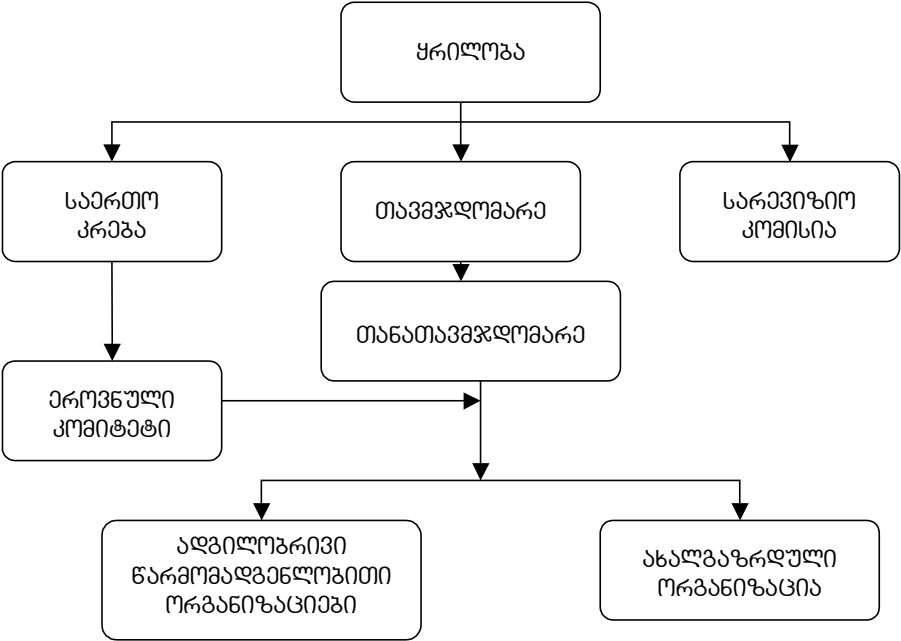 ყრილობა
საერთო
კრება
თავმჯდომარე
სარევიზიო
კომისია
თანათავმჯდომარე
ეროვნული
კომიტეტი
ადგილობრივი
წარმომადგენლობითი
ორგანიზაციები
ახალგაზრდული
ორგანიზაცია